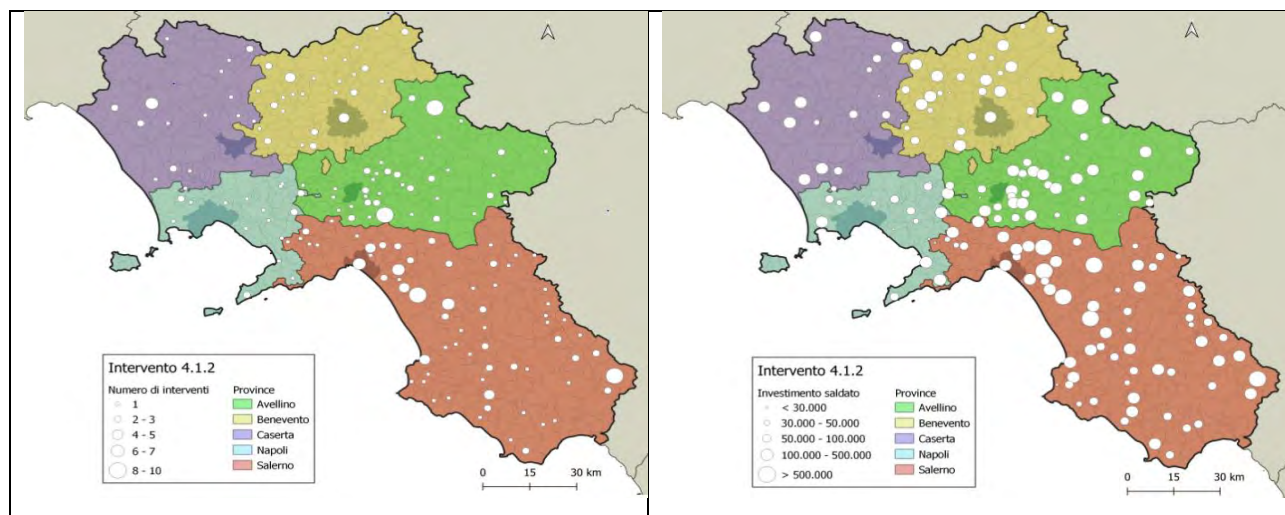 Intervento 4.1.2
Numero di interventi
1
2 - 3
4 - 5
6 - 7
8 - 10
Province
Avellino
Benevento
Caserta
Napoli
Salerno
0 15 30 km
Intervento 4.1.2
Investimento saldato
< 30.000
30.000 - 50.000
50.000 - 100.000
100.000 - 500.000
> 500.000
Province
Avellino
Benevento
Caserta
Napoli
Salerno
0 15 30 km